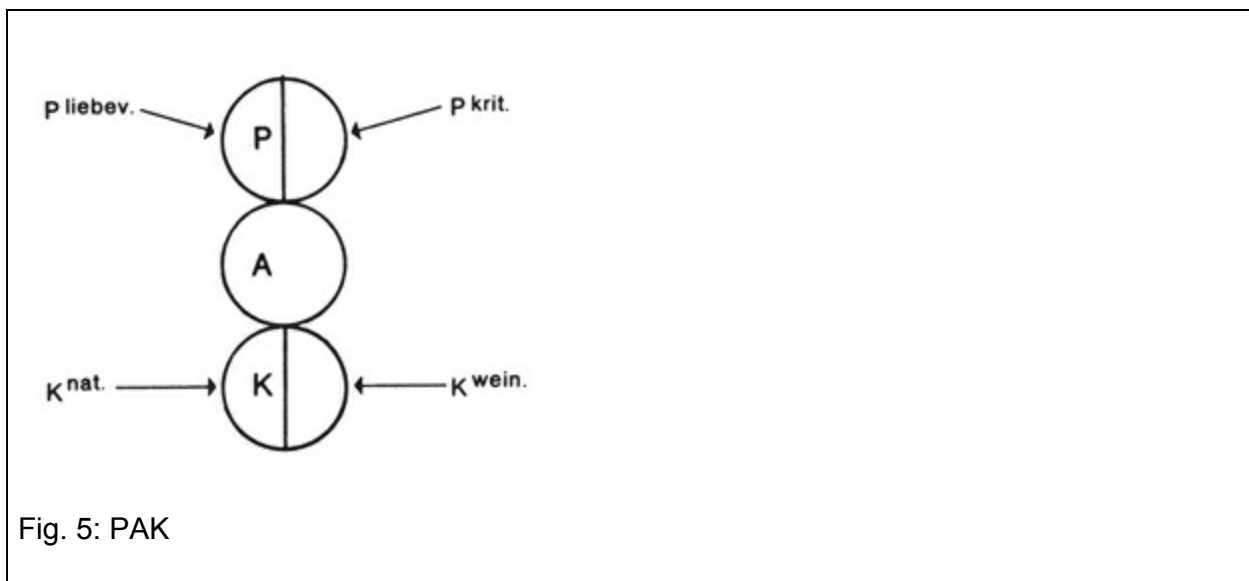 P liebev.
P krit.
P
A
K
K nat.
K wein.
Fig. 5: PAK